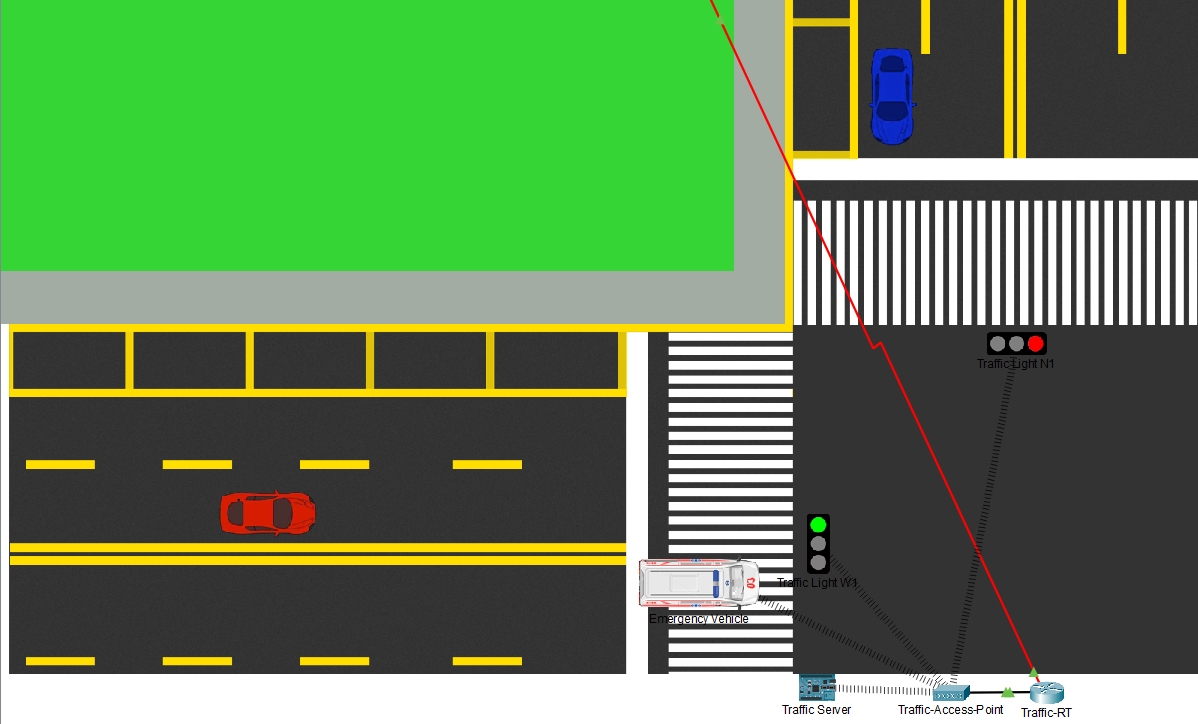 Traffic Light N1
Traffic Light W1
Emergency Vehicle
Traffic Server
Traffic-Access-Point
Traffic-RT